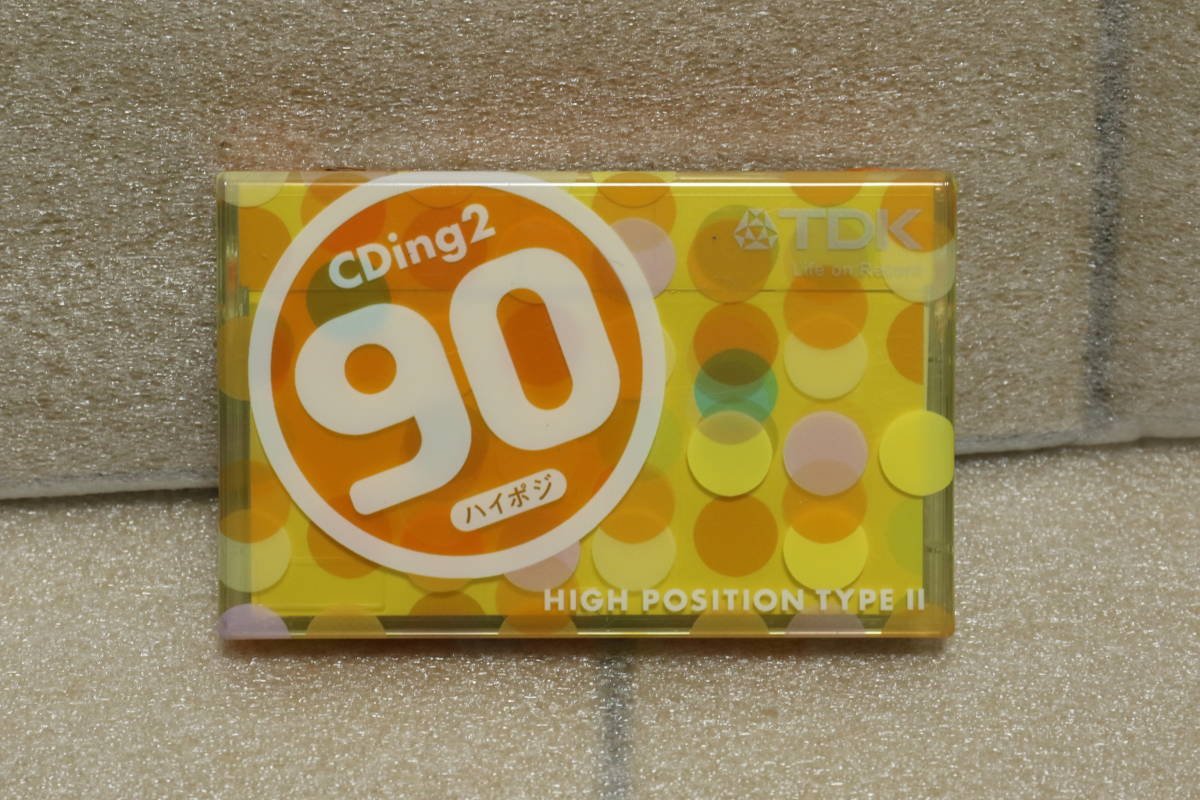 CDing2
90
ハイポジ
TDK
Life on Record
HIGH POSITION TYPE II